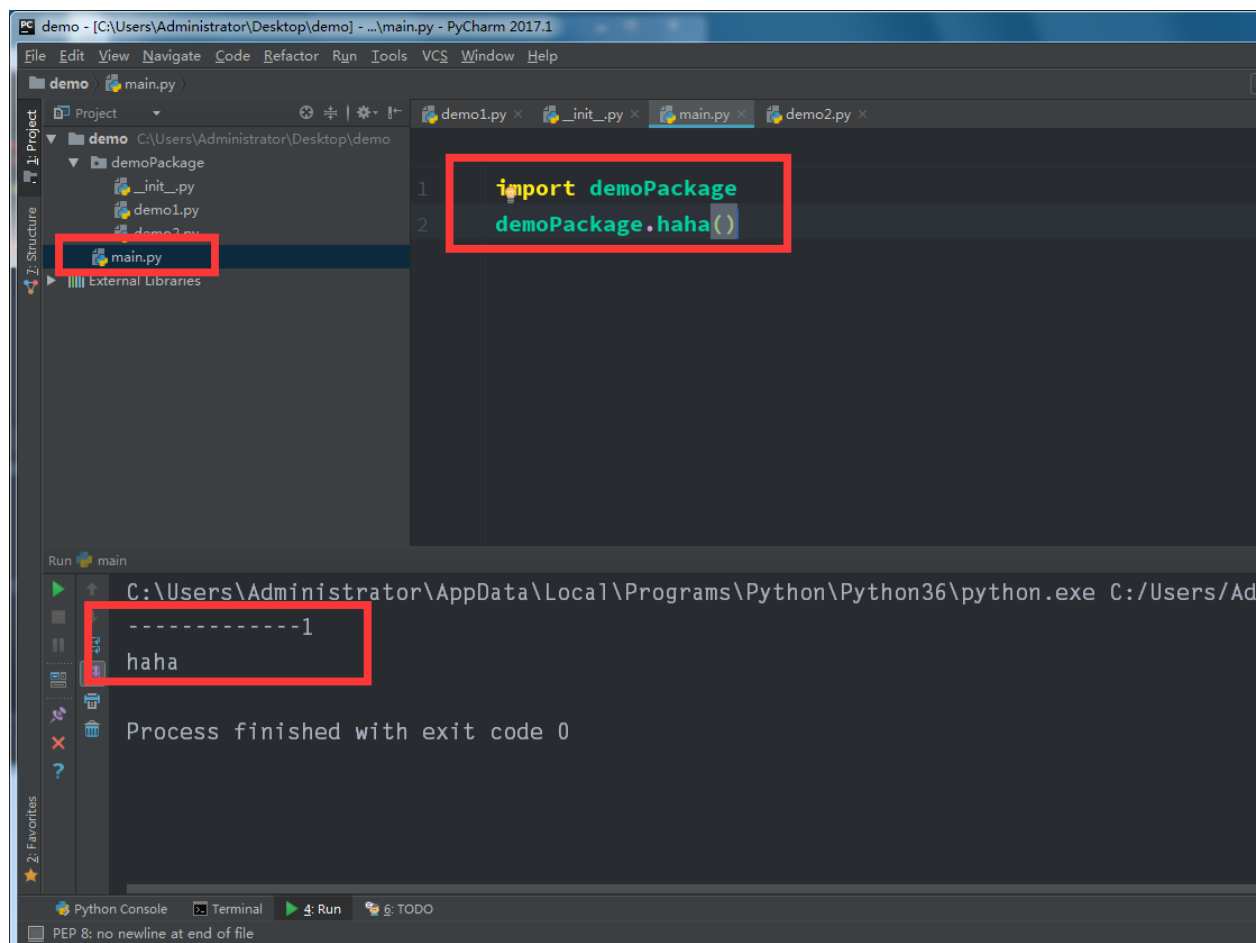 demo - [C:\Users\Administrator\Desktop\demo] - ...\main.py - PyCharm 2017.1
File Edit View Navigate Code Refactor Run Tools VCS Window Help
demo main.py
Project
demo1.py × __init__.py × main.py × demo2.py ×
1: Project
7: Structure
2: Favorites
demo C:\Users\Administrator\Desktop\demo
demoPackage
__init__.py
demo1.py
demo2.py
main.py
External Libraries
1 import demoPackage
2 demoPackage.haha()
Run main
C:\Users\Administrator\AppData\Local\Programs\Python\Python36\python.exe C:/Users/Ad
-------------1
haha
Process finished with exit code 0
Python Console Terminal 4: Run 6: TODO
PEP 8: no newline at end of file